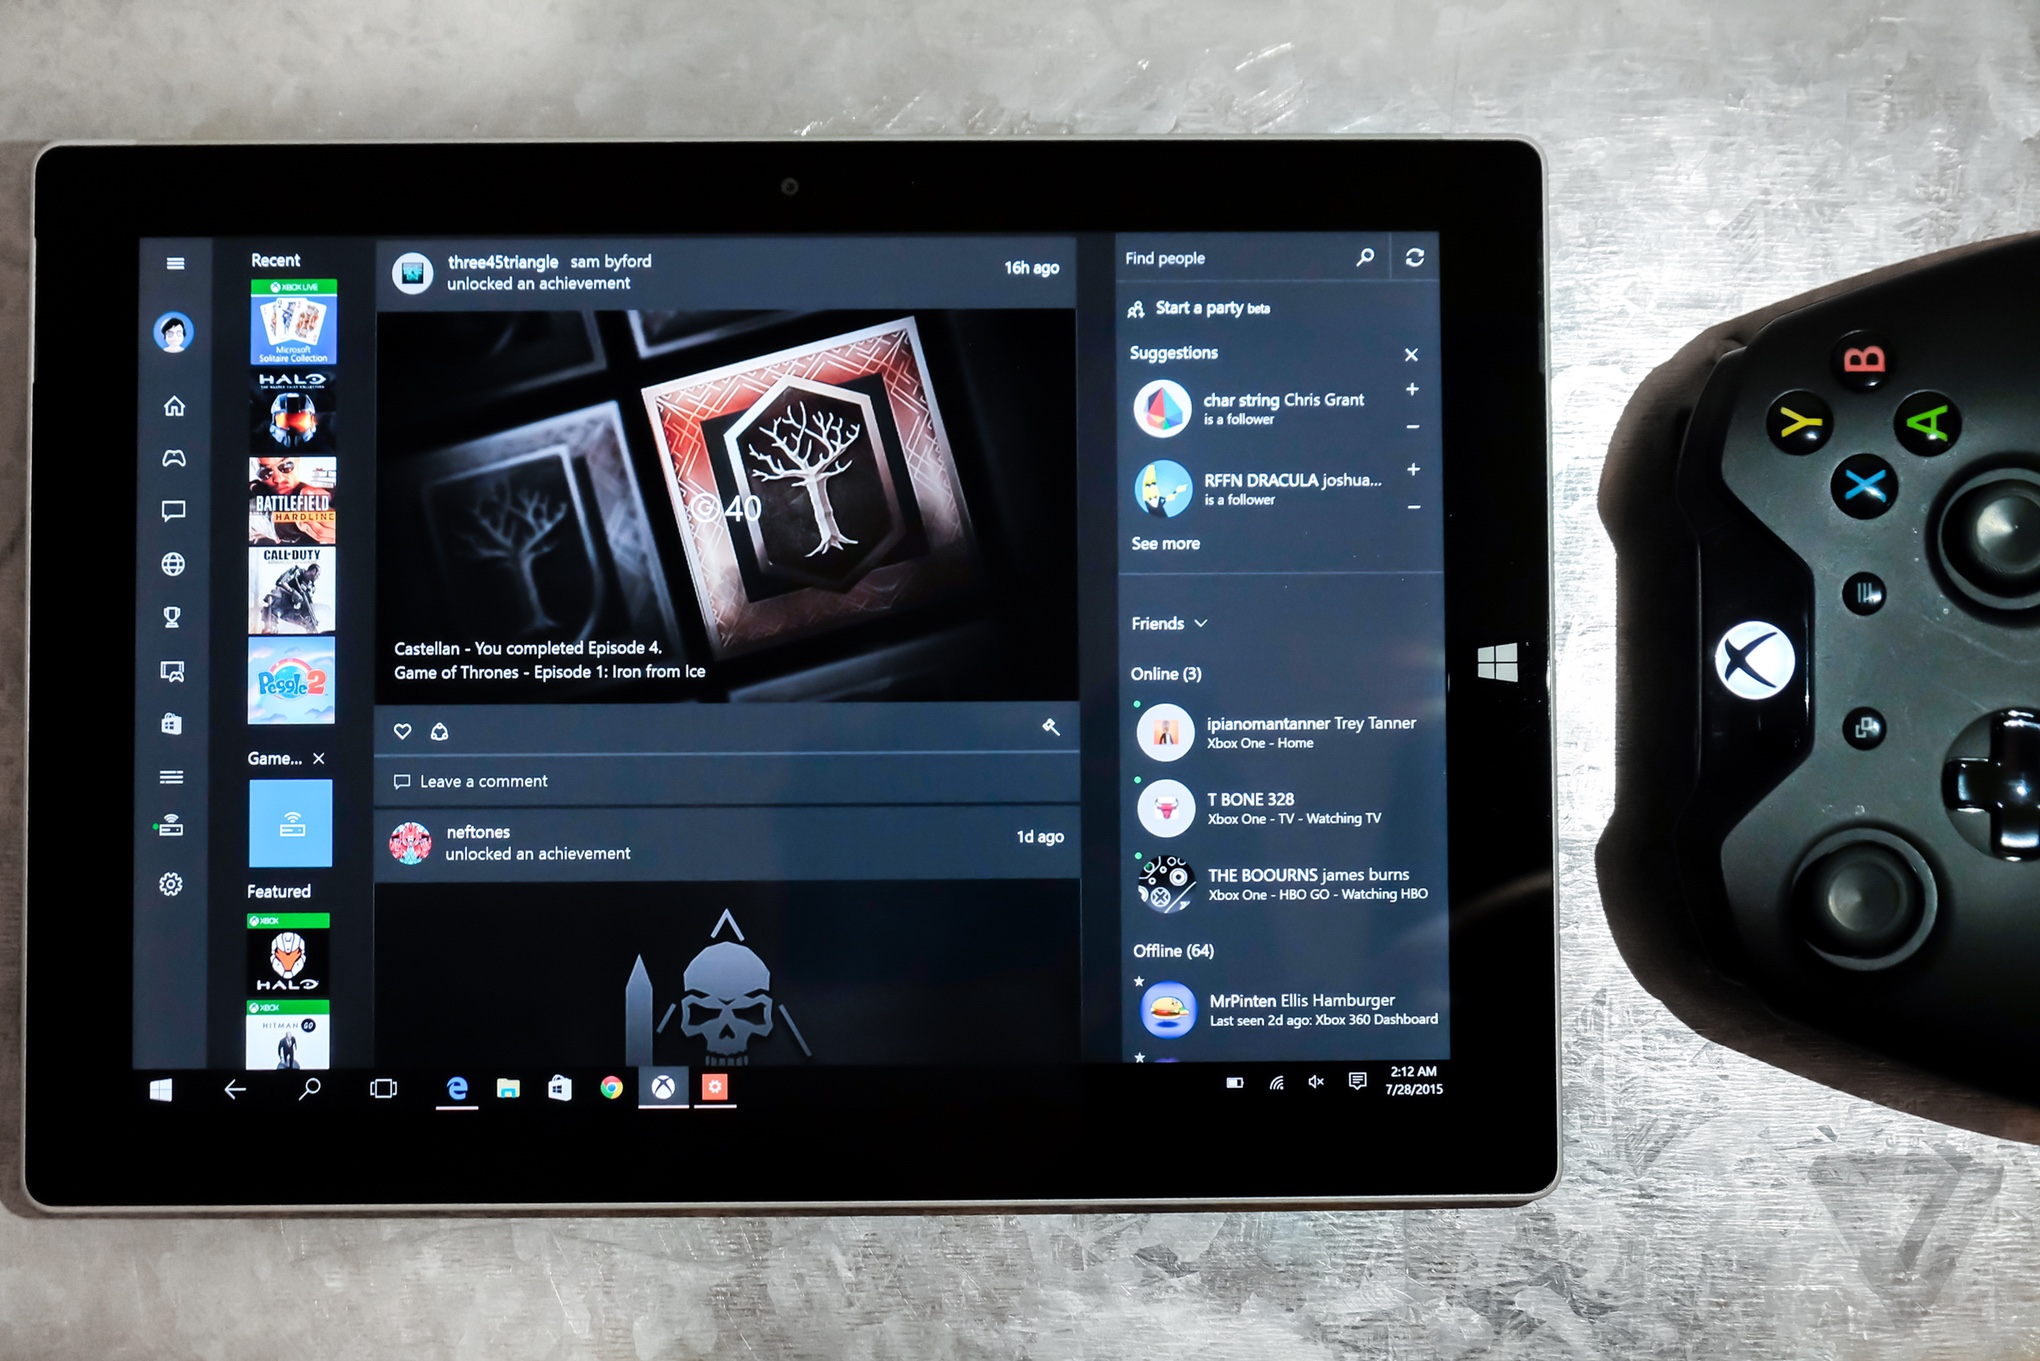 Recent
XBOX LIVE
Microsoft
Solitaire Collection
HALO
THE MASTER CHIEF COLLECTION
BATTLEFIELD
HARDLINE
CALL OF DUTY
Peggle 2
Game...
Featured
XBOX
HALO
XBOX
HITMAN GO
three45triangle sam byford
unlocked an achievement
16h ago
G 40
Castellan - You completed Episode 4.
Game of Thrones - Episode 1: Iron from Ice
Leave a comment
neftones
unlocked an achievement
1d ago
Find people
Start a party beta
Suggestions
char string Chris Grant
is a follower
RFFN DRACULA joshua...
is a follower
See more
Friends
Online (3)
ipianomantanner Trey Tanner
Xbox One - Home
T BONE 328
Xbox One - TV - Watching TV
THE BOOURNS james burns
Xbox One - HBO GO - Watching HBO
Offline (64)
MrPinten Ellis Hamburger
Last seen 2d ago: Xbox 360 Dashboard
2:12 AM
7/28/2015
B
Y
A
X